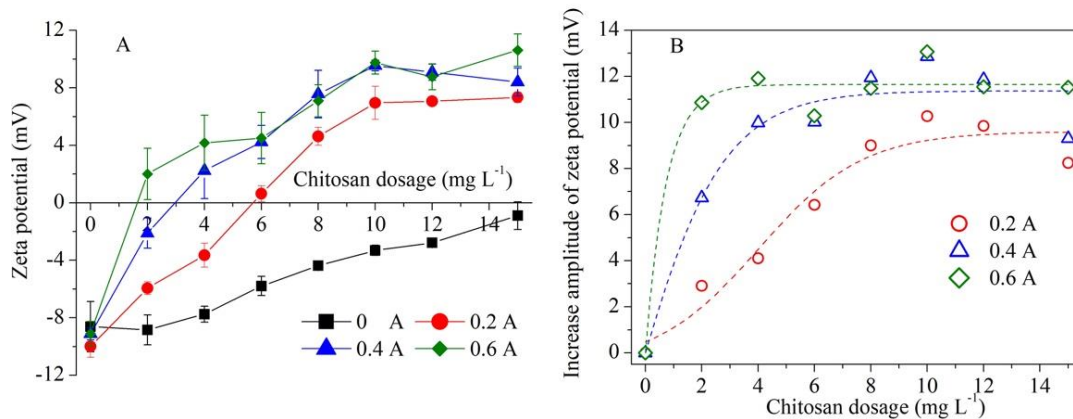 A
12
8
4
0
-4
-8
-12
Zeta potential (mV)
Chitosan dosage (mg L-1)
0 2 4 6 8 10 12 14
0 A 0.2 A
0.4 A 0.6 A
B
14
12
10
8
6
4
2
0
Increase amplitude of zeta potential (mV)
0.2 A
0.4 A
0.6 A
0 2 4 6 8 10 12 14
Chitosan dosage (mg L-1)